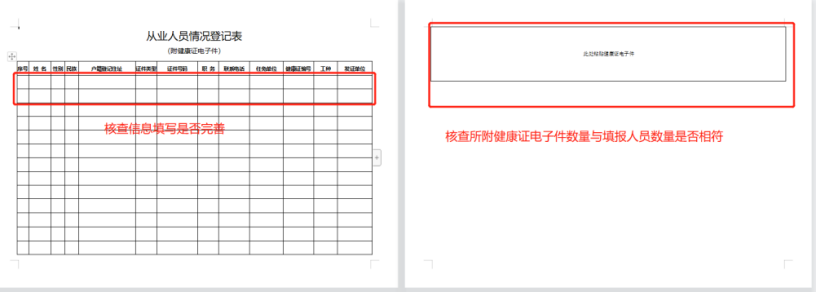 从业人员情况登记表
（附健康证电子件）
序号 姓 名 性别 民族 户籍登记住址 证件类型 证件号码 职 务 联系电话 任免单位 健康证编号 工种 发证单位
核查信息填写是否完善
此处粘贴健康证电子件
核查所附健康证电子件数量与填报人员数量是否相符